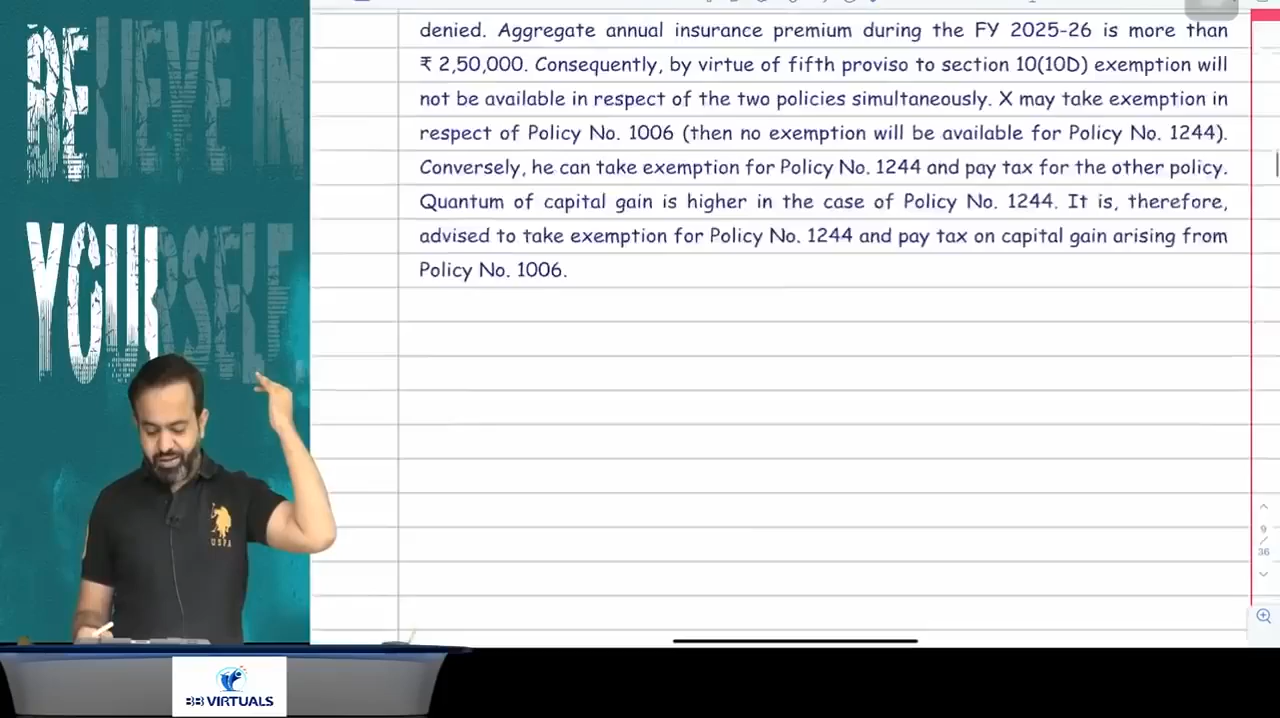 BELIEVE IN
YOURSELF
denied. Aggregate annual insurance premium during the FY 2025-26 is more than
₹ 2,50,000. Consequently, by virtue of fifth proviso to section 10(10D) exemption will
not be available in respect of the two policies simultaneously. X may take exemption in
respect of Policy No. 1006 (then no exemption will be available for Policy No. 1244).
Conversely, he can take exemption for Policy No. 1244 and pay tax for the other policy.
Quantum of capital gain is higher in the case of Policy No. 1244. It is, therefore,
advised to take exemption for Policy No. 1244 and pay tax on capital gain arising from
Policy No. 1006.
USPA
9
/
36
BB VIRTUALS